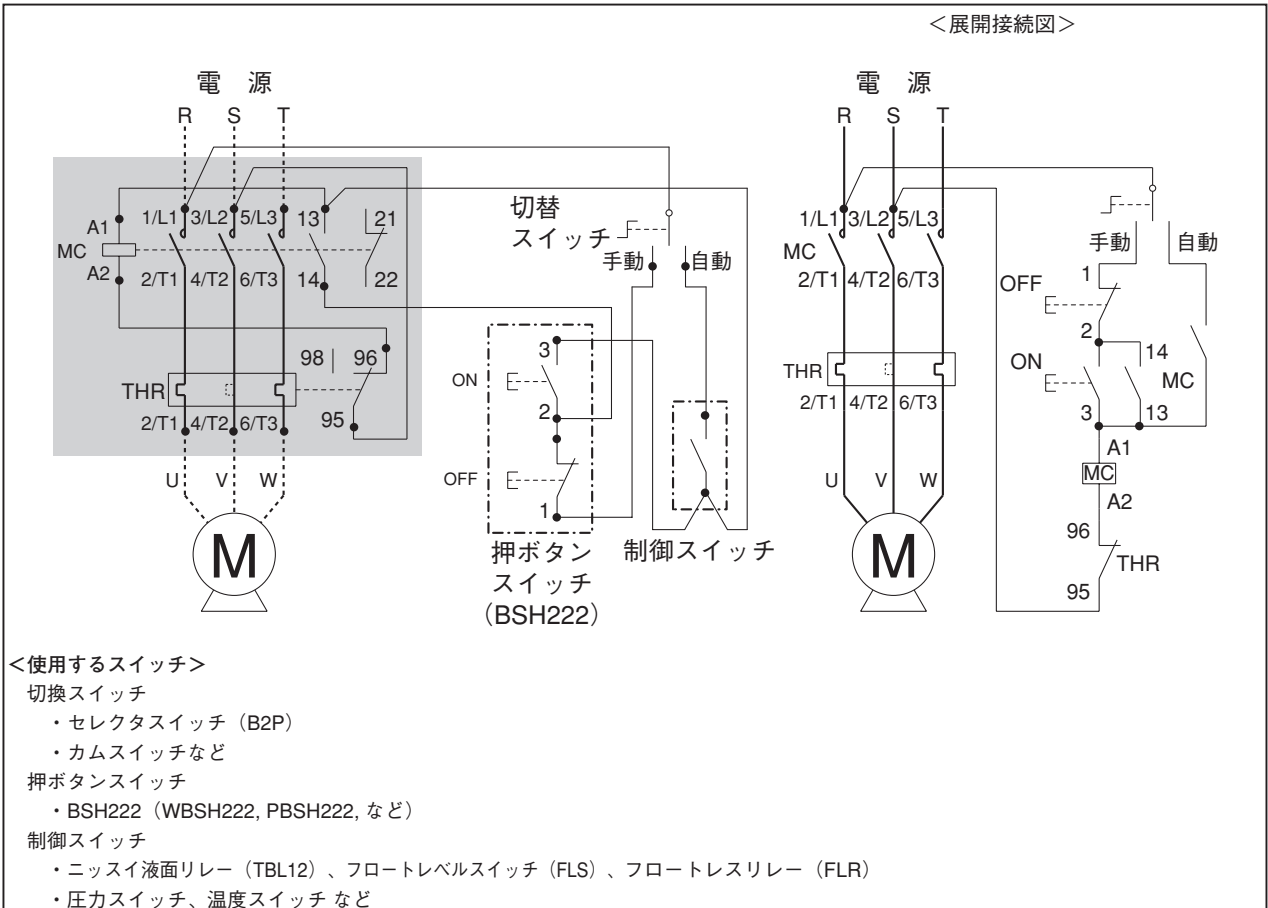 ＜展開接続図＞
電　源
R S T
切替
スイッチ
手動 自動
1/L1 3/L2 5/L3 13 21
A1
MC
A2
2/T1 4/T2 6/T3 14 22
98 96
THR
95
2/T1 4/T2 6/T3
U V W
M
3
ON
2
OFF
1
押ボタン
スイッチ
（BSH222）
制御スイッチ
電　源
R S T
1/L1 3/L2 5/L3
MC
2/T1 4/T2 6/T3
THR
2/T1 4/T2 6/T3
U V W
M
手動 自動
1
OFF
2
14
ON
MC
3 13
A1
MC
A2
96
THR
95
＜使用するスイッチ＞
切換スイッチ
・セレクタスイッチ（B2P）
・カムスイッチなど
押ボタンスイッチ
・BSH222（WBSH222, PBSH222, など）
制御スイッチ
・ニッスイ液面リレー（TBL12）、フロートレベルスイッチ（FLS）、フロートレスリレー（FLR）
・圧力スイッチ、温度スイッチ など